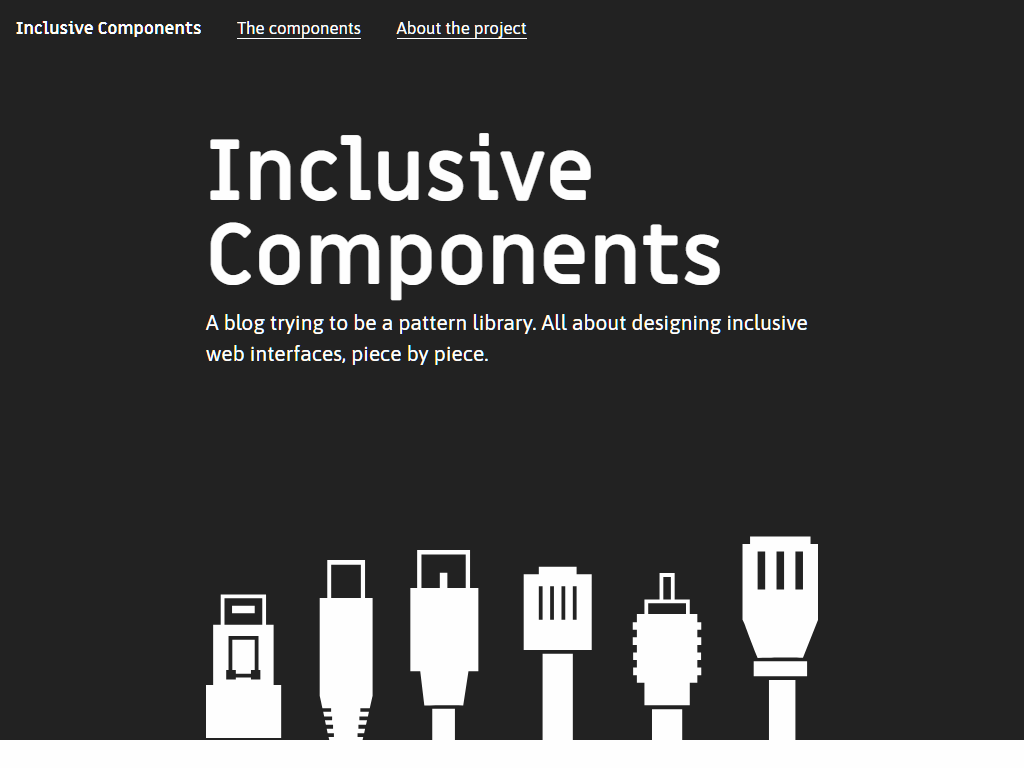 Inclusive Components The components About the project
Inclusive
Components
A blog trying to be a pattern library. All about designing inclusive
web interfaces, piece by piece.